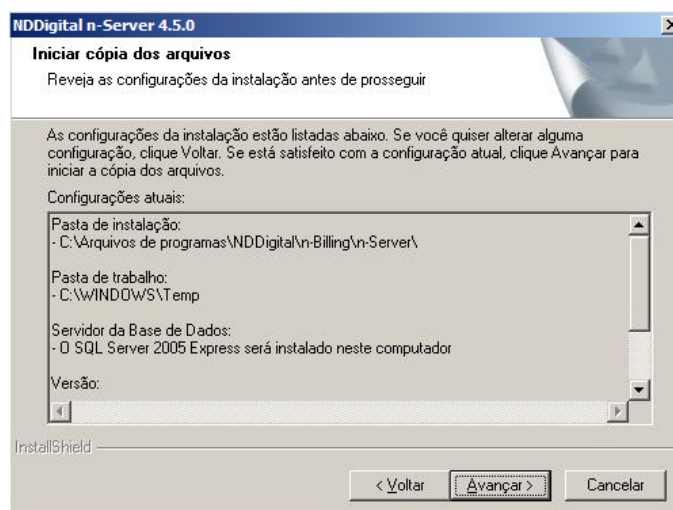 NDDigital n-Server 4.5.0
Iniciar cópia dos arquivos
Reveja as configurações da instalação antes de prosseguir
As configurações da instalação estão listadas abaixo. Se você quiser alterar alguma
configuração, clique Voltar. Se está satisfeito com a configuração atual, clique Avançar para
iniciar a cópia dos arquivos.
Configurações atuais:
Pasta de instalação:
- C:\Arquivos de programas\NDDigital\n-Billing\n-Server\
Pasta de trabalho:
- C:\WINDOWS\Temp
Servidor da Base de Dados:
- O SQL Server 2005 Express será instalado neste computador
Versão:
InstallShield
< Voltar Avançar > Cancelar